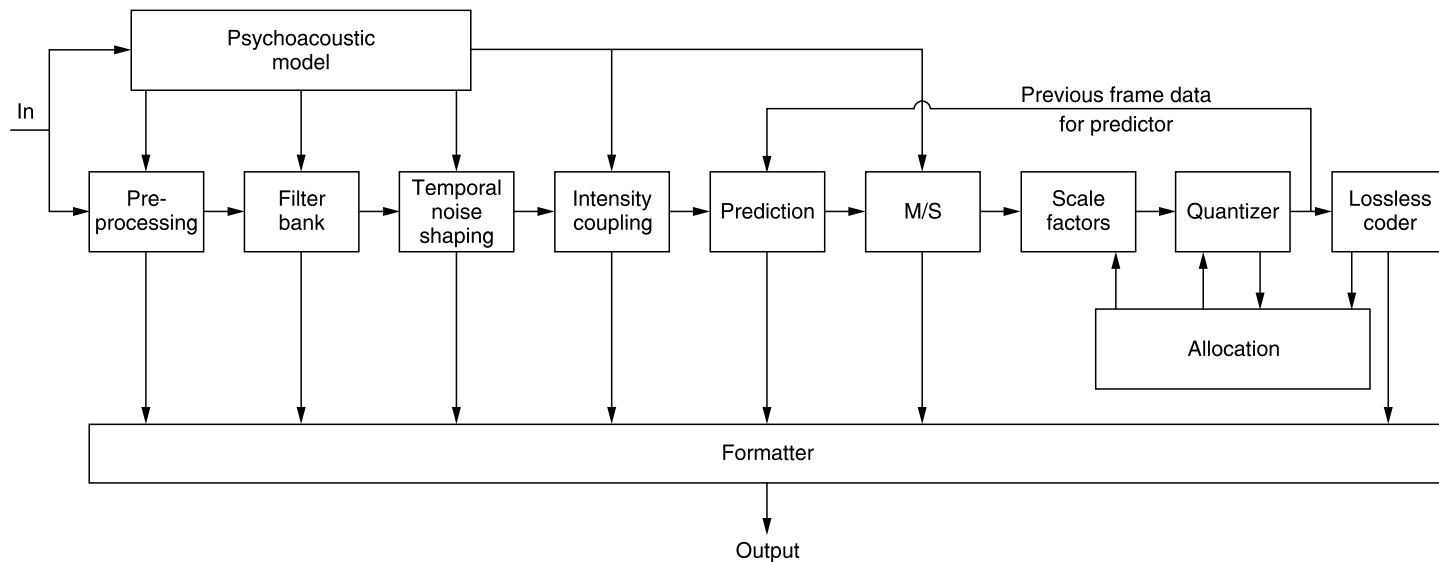 Psychoacoustic
model
In
Previous frame data
for predictor
Pre-
processing
Filter
bank
Temporal
noise
shaping
Intensity
coupling
Prediction
M/S
Scale
factors
Quantizer
Lossless
coder
Allocation
Formatter
Output